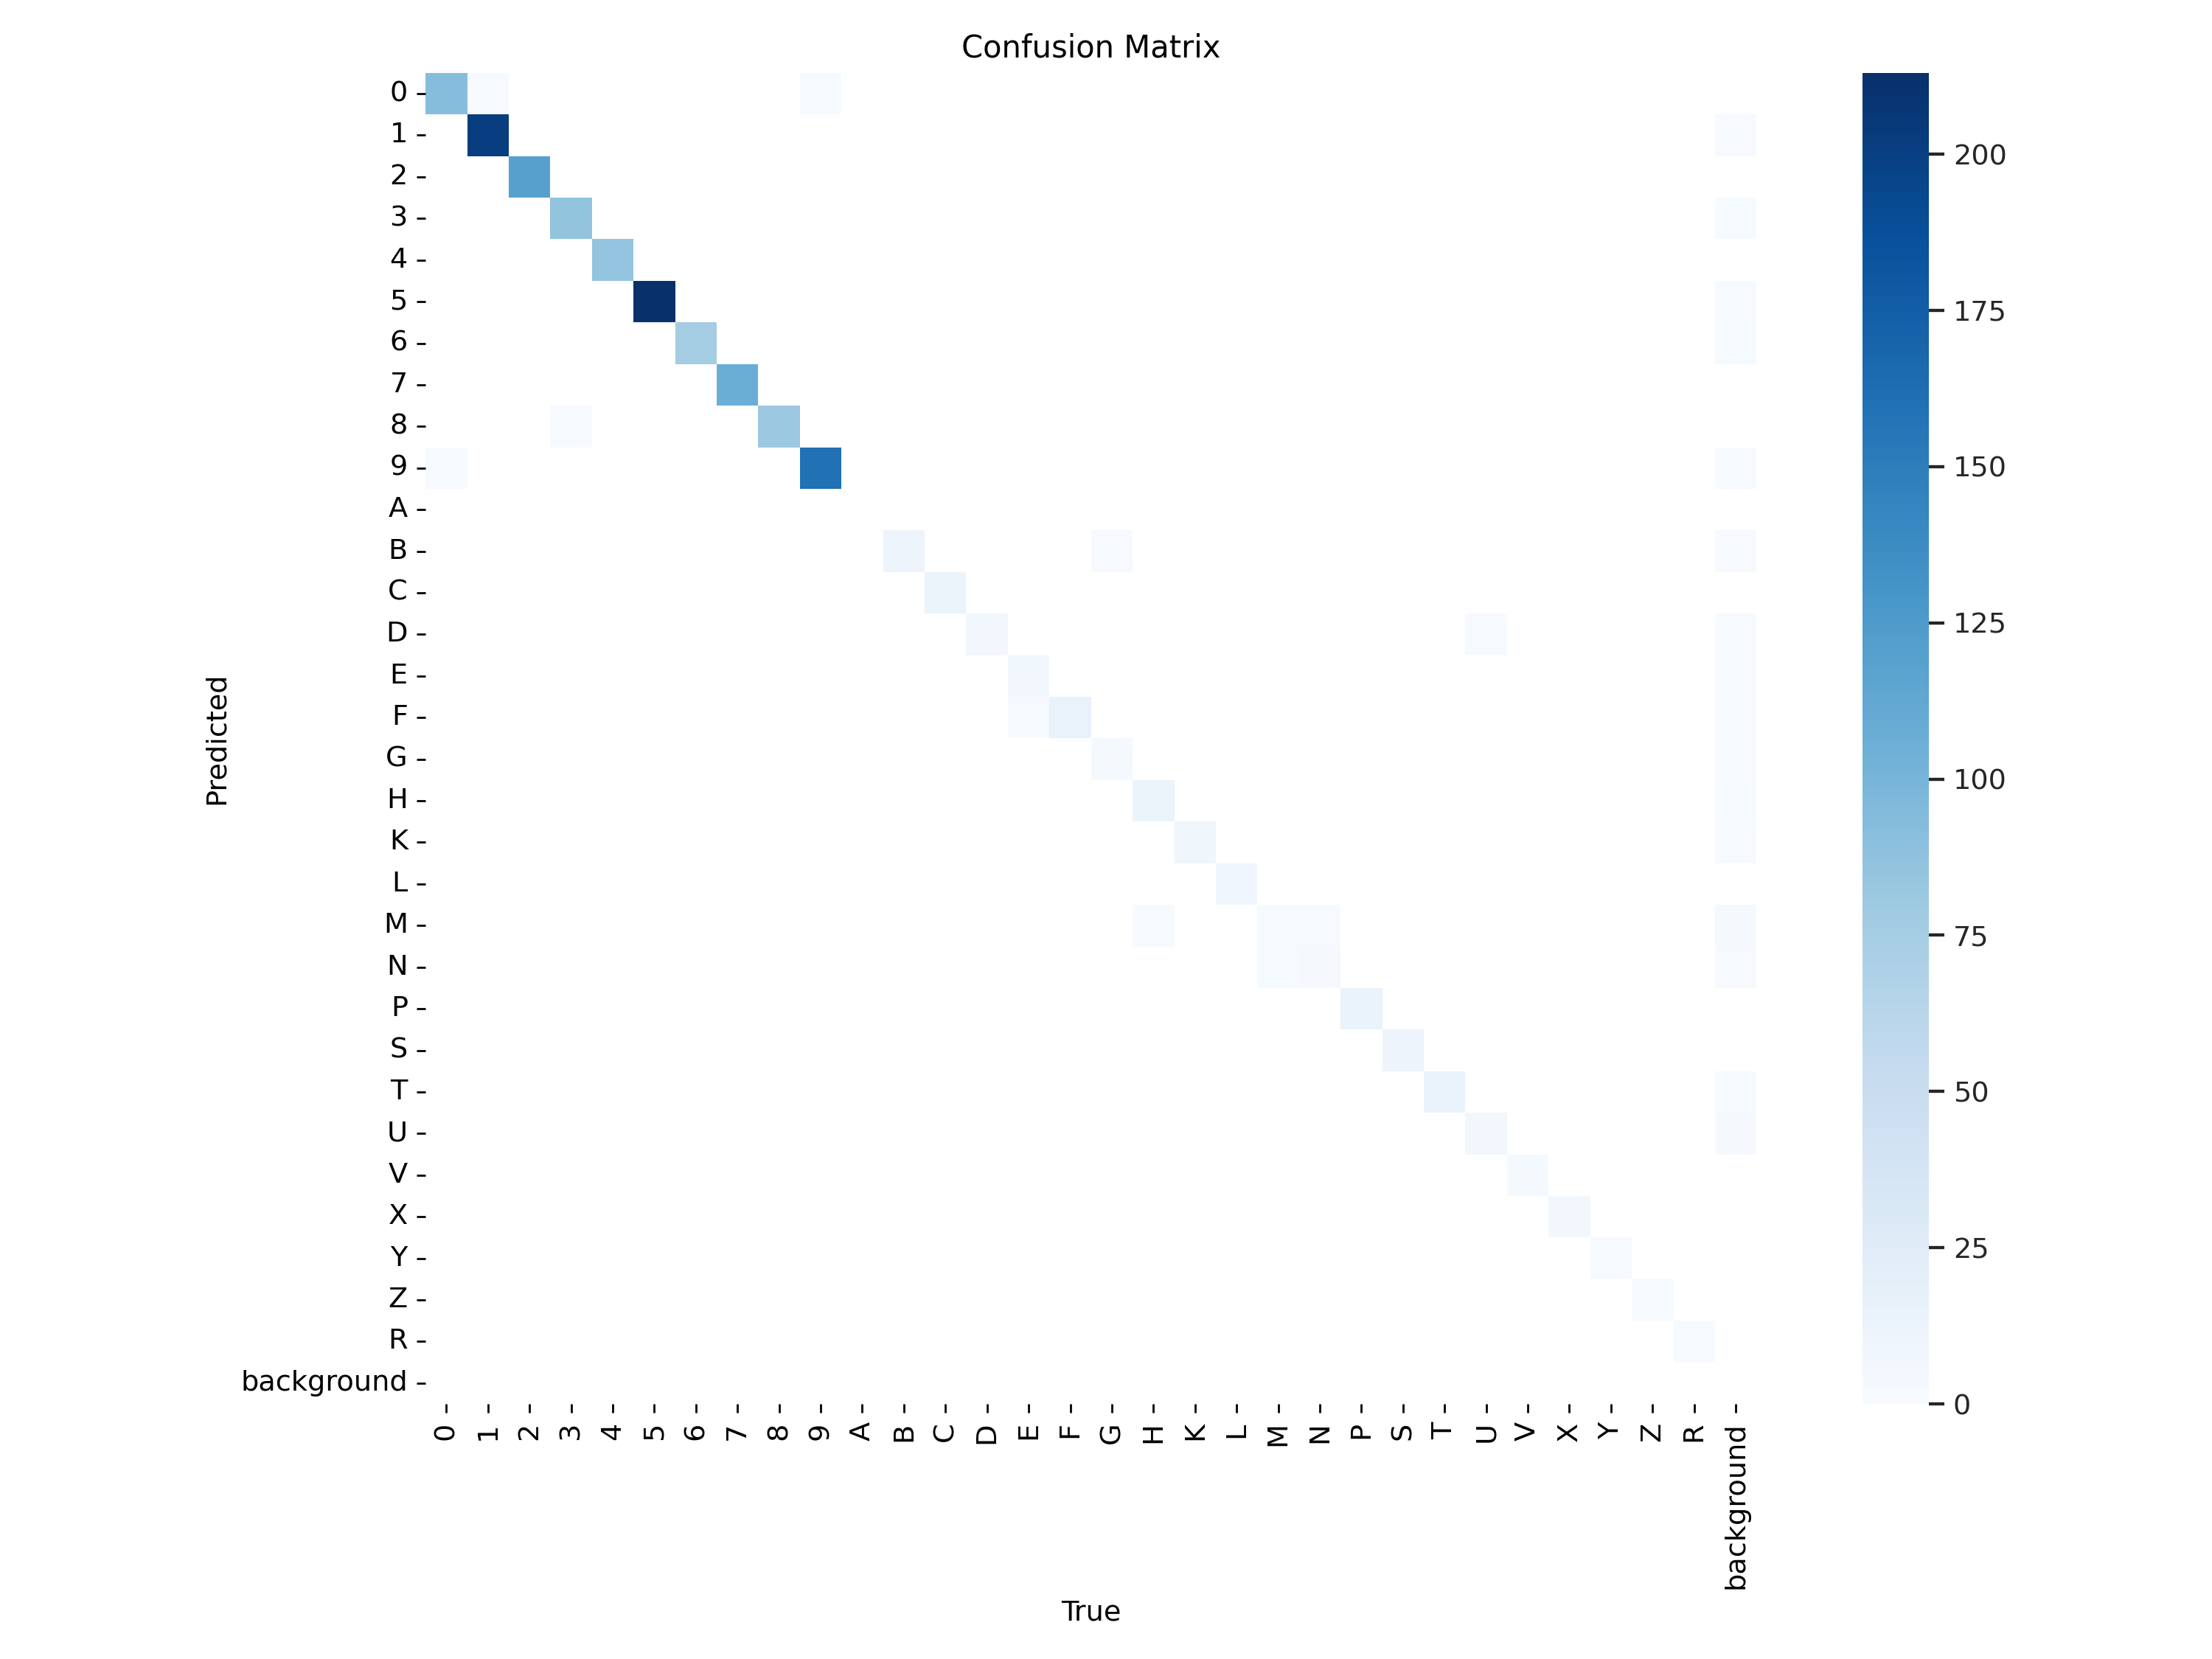 Confusion Matrix
0
1
2
3
4
5
6
7
8
9
A
B
C
D
E
F
G
H
K
L
M
N
P
S
T
U
V
X
Y
Z
R
background
Predicted
0 1 2 3 4 5 6 7 8 9 A B C D E F G H K L M N P S T U V X Y Z R background
True
200
175
150
125
100
75
50
25
0